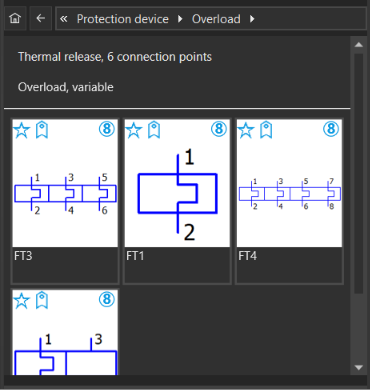 « Protection device ▸ Overload ▸
Thermal release, 6 connection points
Overload, variable
8 8 8
1 3 5
2 4 6
1
2
1 3 5 7
2 4 6 8
FT3 FT1 FT4
8
1 3